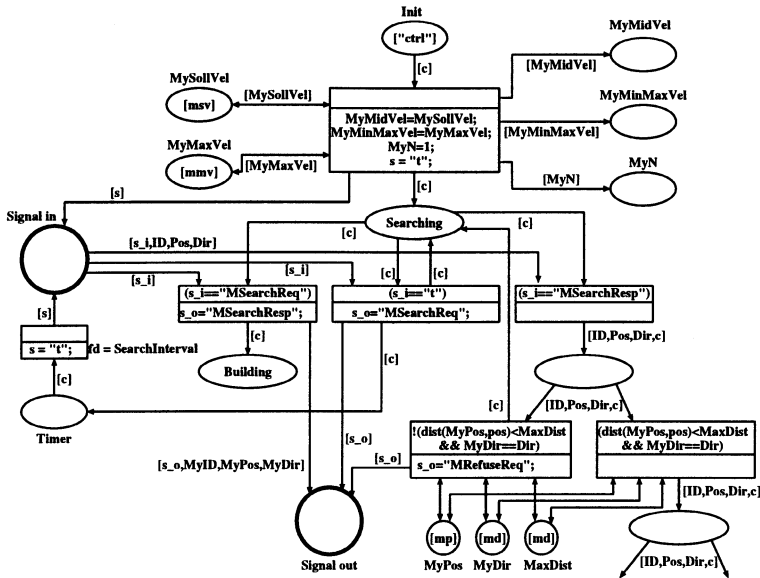 Init
["ctrl"]
[c]
MyMidVel
[MyMidVel]
MySollVel
[msv]
[MySollVel]
MyMinMaxVel
[MyMinMaxVel]
MyMidVel=MySollVel;
MyMinMaxVel=MyMaxVel;
MyN=1;
s = "t";
MyMaxVel
[mmv]
[MyMaxVel]
MyN
[MyN]
[s]
[c]
Signal in
Searching
[c]
[c]
[s_i,ID,Pos,Dir]
[s_i]
[s_i]
[c]
[c]
(s_i=="MSearchReq")
s_o="MSearchResp";
(s_i=="t")
s_o="MSearchReq";
(s_i=="MSearchResp")
[s]
s = "t";
fd = SearchInterval
[c]
[c]
[c]
[ID,Pos,Dir,c]
Building
Timer
[c]
[ID,Pos,Dir,c]
[ID,Pos,Dir,c]
!(dist(MyPos,pos)<MaxDist
&& MyDir==Dir)
s_o="MRefuseReq";
(dist(MyPos,pos)<MaxDist
&& MyDir==Dir)
[s_o]
[s_o]
[s_o,MyID,MyPos,MyDir]
[ID,Pos,Dir,c]
[mp]
[md]
[md]
MyPos
MyDir
MaxDist
Signal out
[ID,Pos,Dir,c]